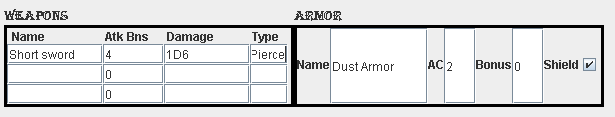 WEAPONS ARMOR
Name Atk Bns Damage Type
Short sword 4 1D6 Pierce
0
0
Name Dust Armor AC 2 Bonus 0 Shield